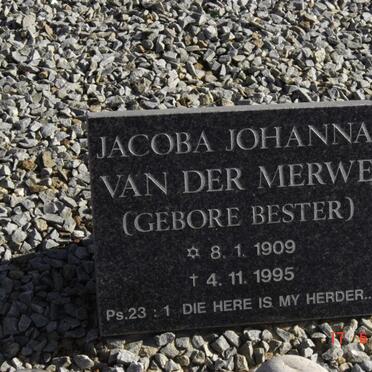 JACOBA JOHANNA
VAN DER MERWE
(GEBORE BESTER)
✡ 8. 1. 1909
† 4. 11. 1995
Ps.23 : 1 DIE HERE IS MY HERDER..
17